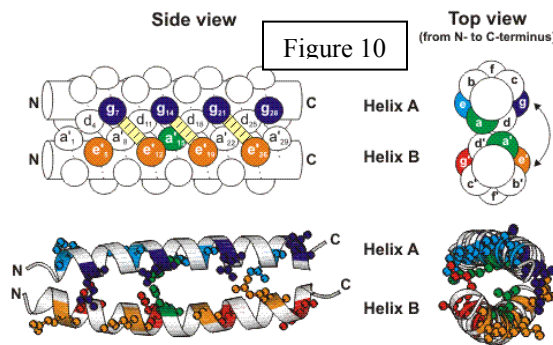 Side view
Figure 10
Top view
(from N- to C-terminus)
N
g7 g14 g21 g28
C
d4 d11 d18 d25
Helix A
a'1 a'8 a'15 a'22 a'29
N
e'5 e'12 e'19 e'26
C
Helix B
f
b c
e g
a d
d' a'
g' e'
c' b'
f'
C
Helix A
N
N
C
Helix B